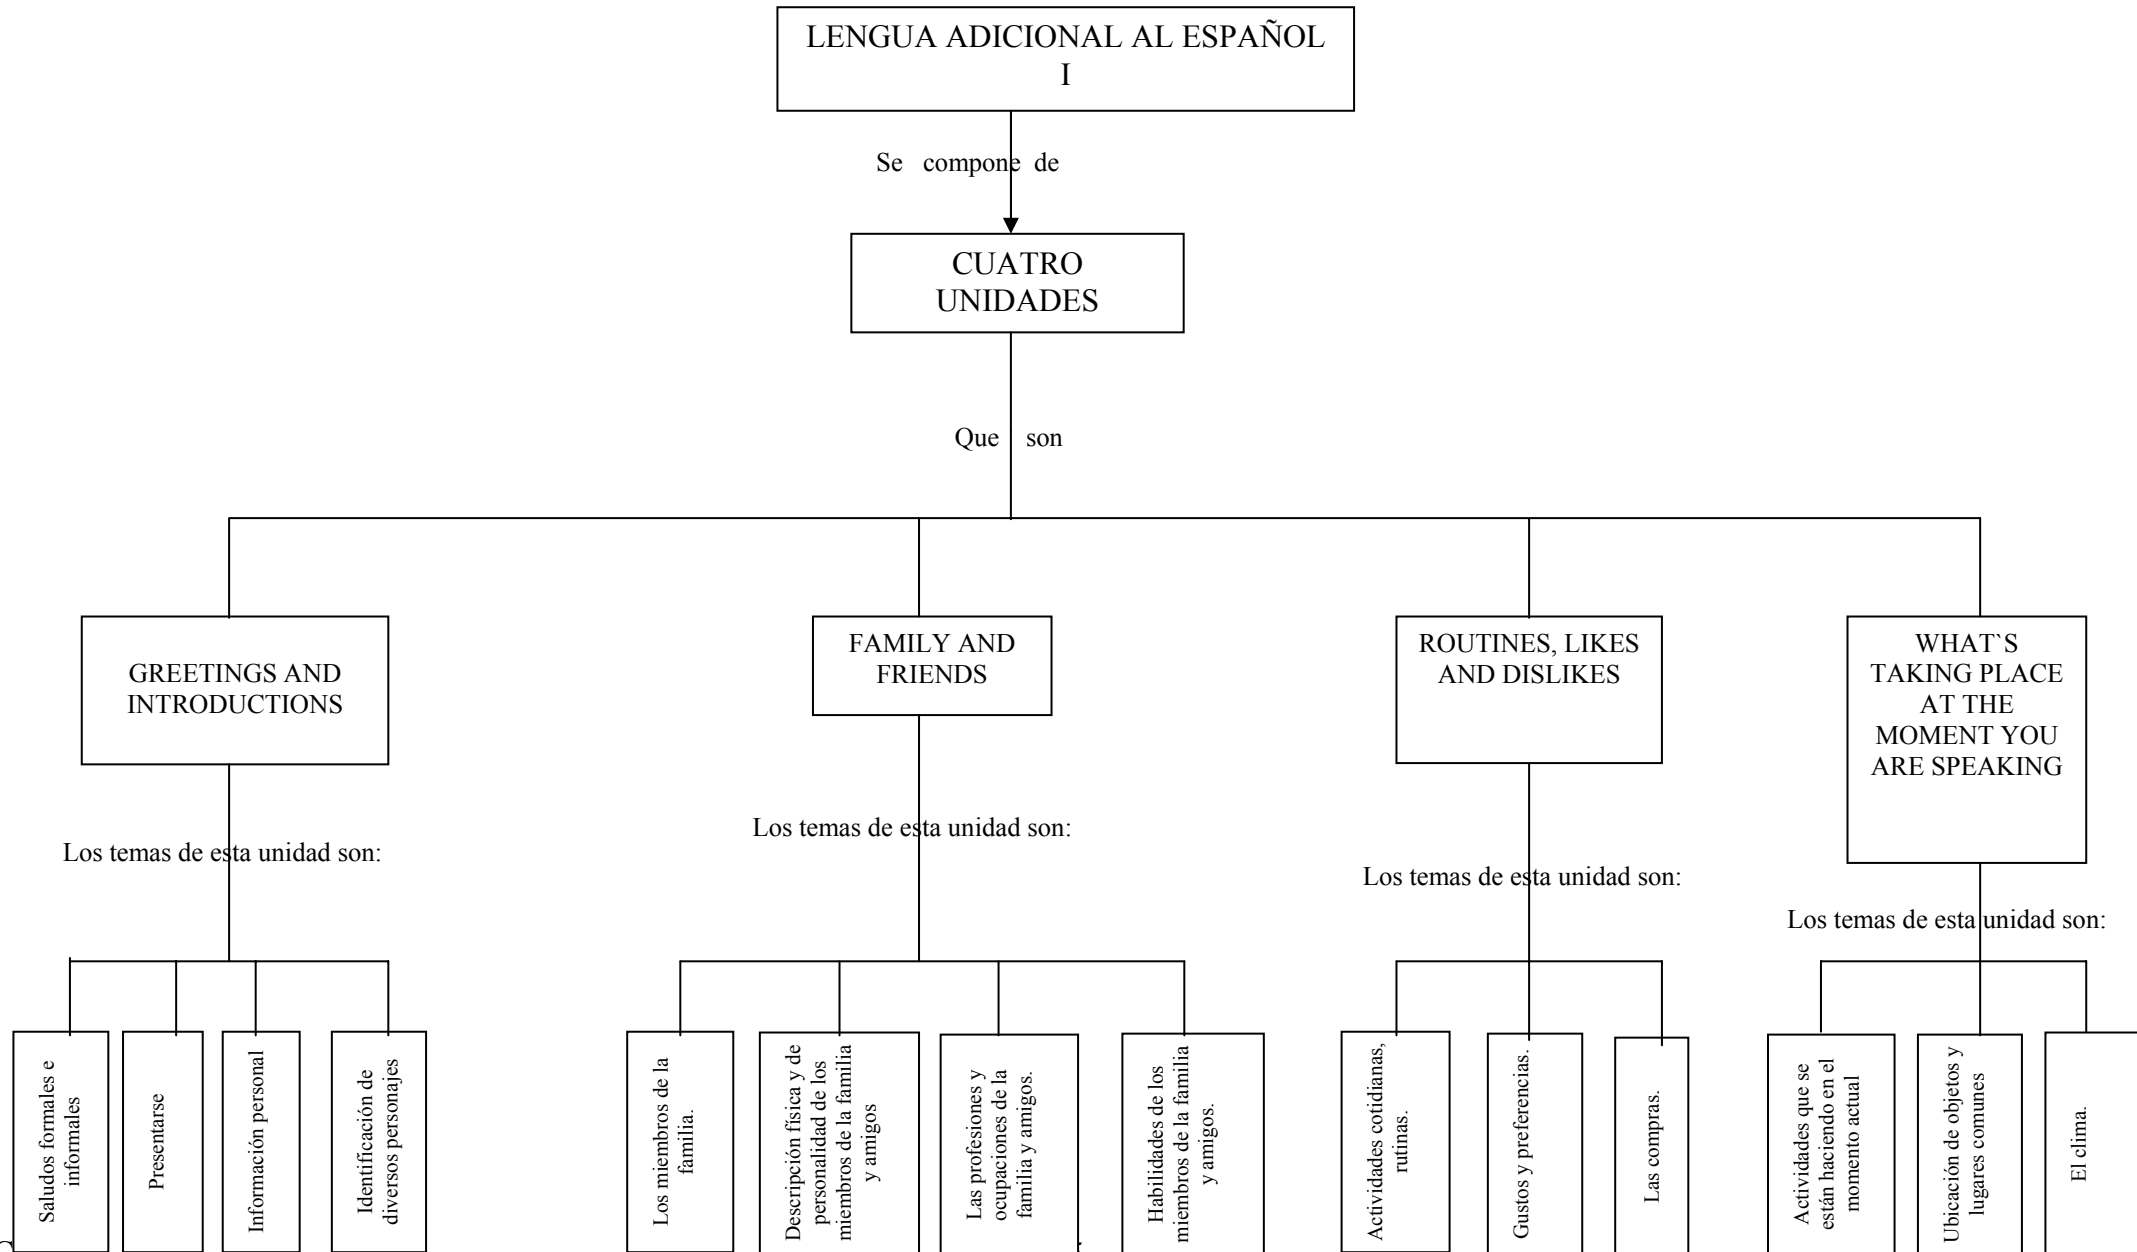 LENGUA ADICIONAL AL ESPAÑOL
I
Se compone de
CUATRO
UNIDADES
Que son
GREETINGS AND
INTRODUCTIONS
FAMILY AND
FRIENDS
ROUTINES, LIKES
AND DISLIKES
WHAT`S
TAKING PLACE
AT THE
MOMENT YOU
ARE SPEAKING
Los temas de esta unidad son:
Los temas de esta unidad son:
Los temas de esta unidad son:
Los temas de esta unidad son:
Saludos formales e
informales
Presentarse
Información personal
Identificación de
diversos personajes
Los miembros de la
familia.
Descripción física y de
personalidad de los
miembros de la familia
y amigos
Las profesiones y
ocupaciones de la
familia y amigos.
Habilidades de los
miembros de la familia
y amigos.
Actividades cotidianas,
rutinas.
Gustos y preferencias.
Las compras.
Actividades que se
están haciendo en el
momento actual
Ubicación de objetos y
lugares comunes
El clima.